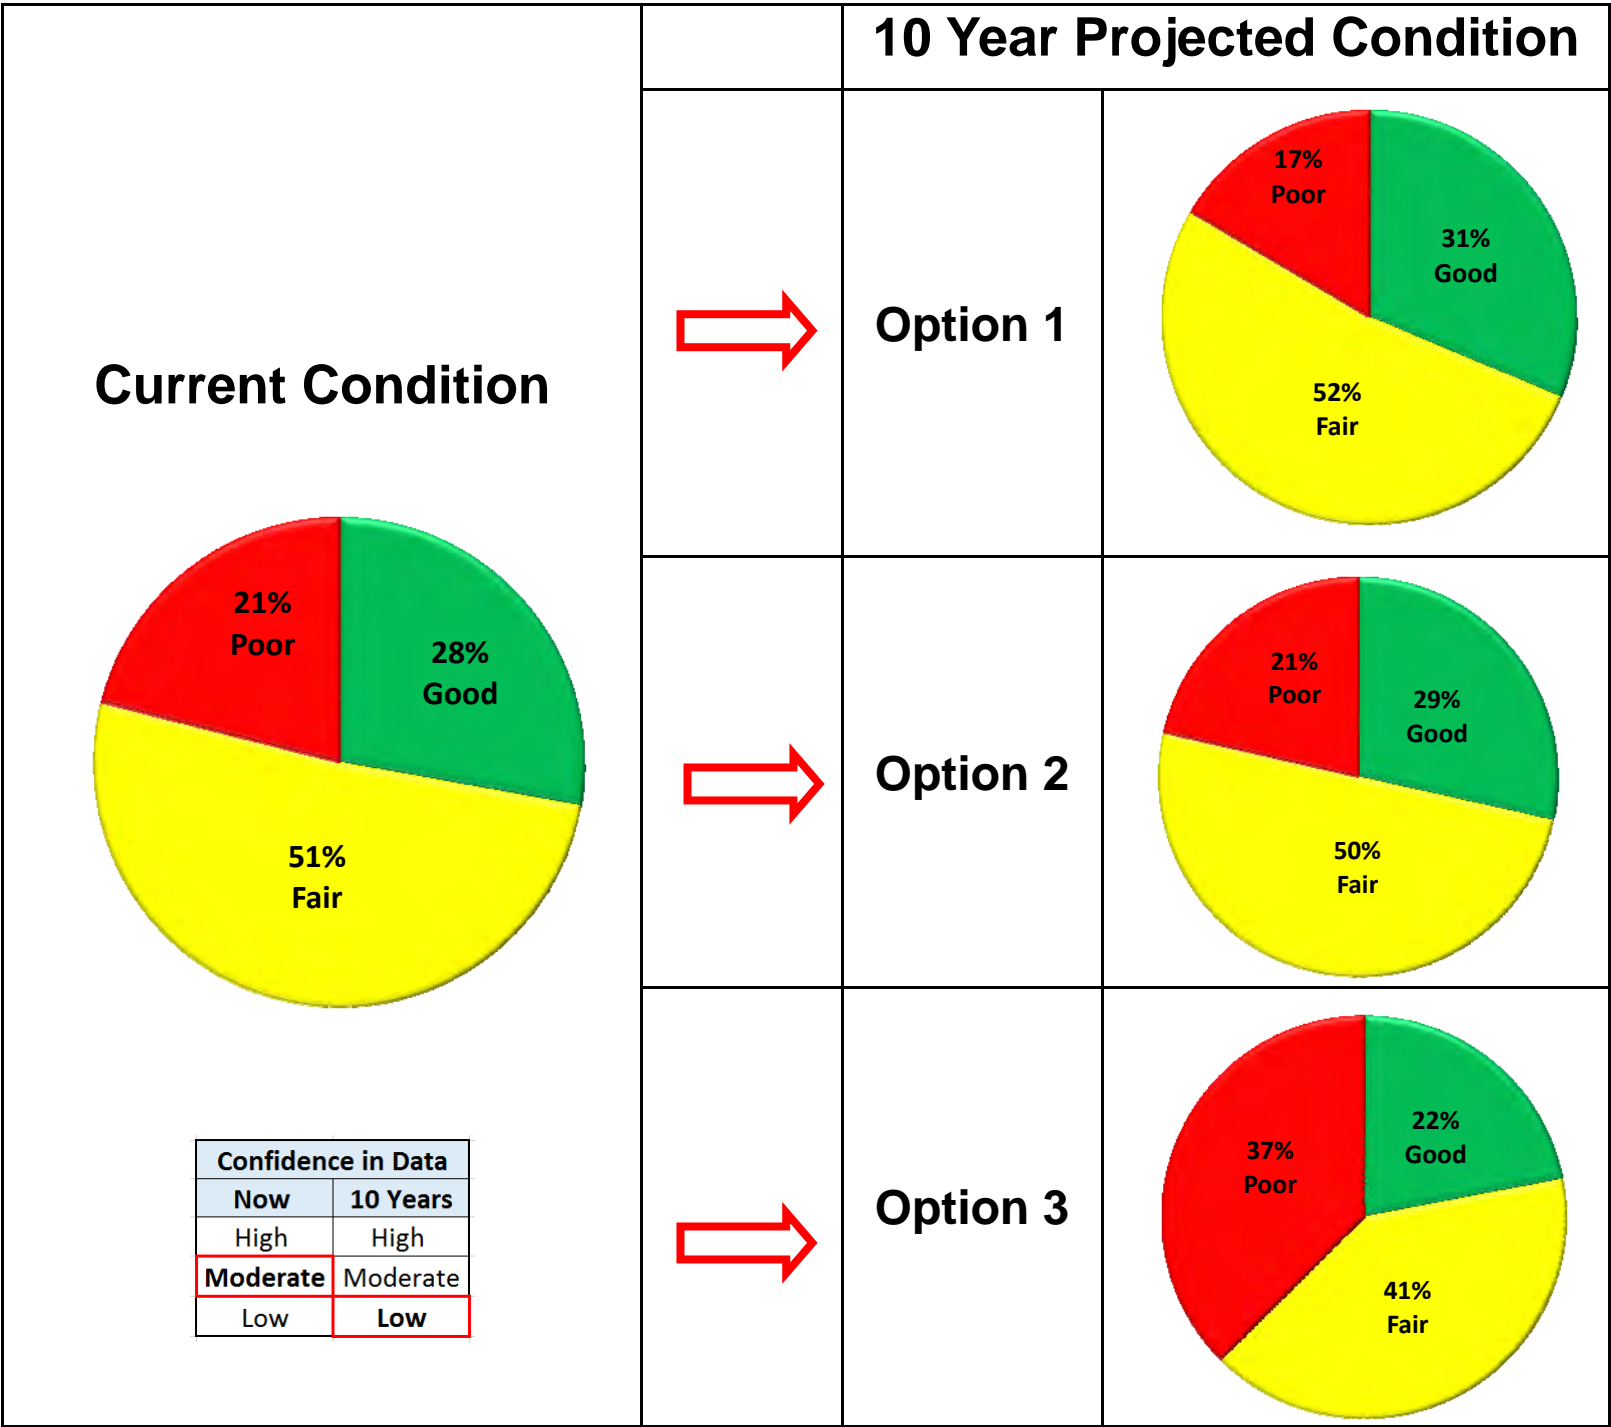 10 Year Projected Condition
Current Condition
21%
Poor
28%
Good
51%
Fair
Confidence in Data
Now 10 Years
High High
Moderate Moderate
Low Low
Option 1
17%
Poor
31%
Good
52%
Fair
Option 2
21%
Poor
29%
Good
50%
Fair
Option 3
37%
Poor
22%
Good
41%
Fair